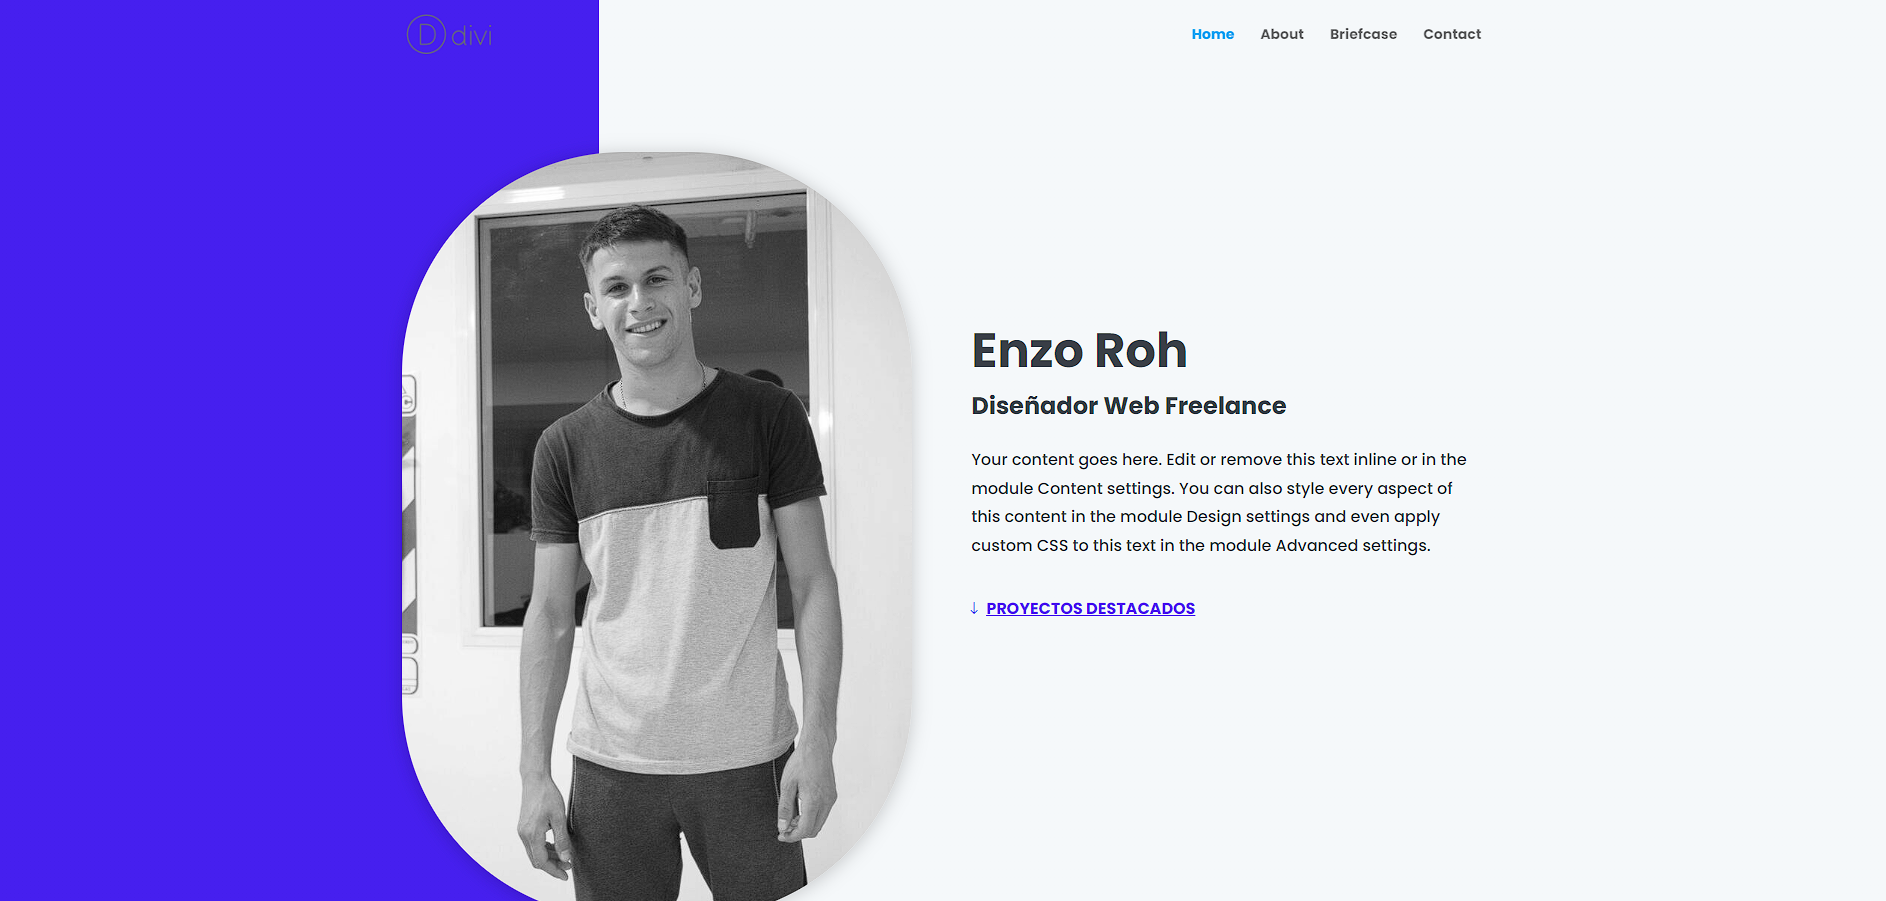 D divi
Home About Briefcase Contact
Enzo Roh
Diseñador Web Freelance
Your content goes here. Edit or remove this text inline or in the
module Content settings. You can also style every aspect of
this content in the module Design settings and even apply
custom CSS to this text in the module Advanced settings.
↓ PROYECTOS DESTACADOS